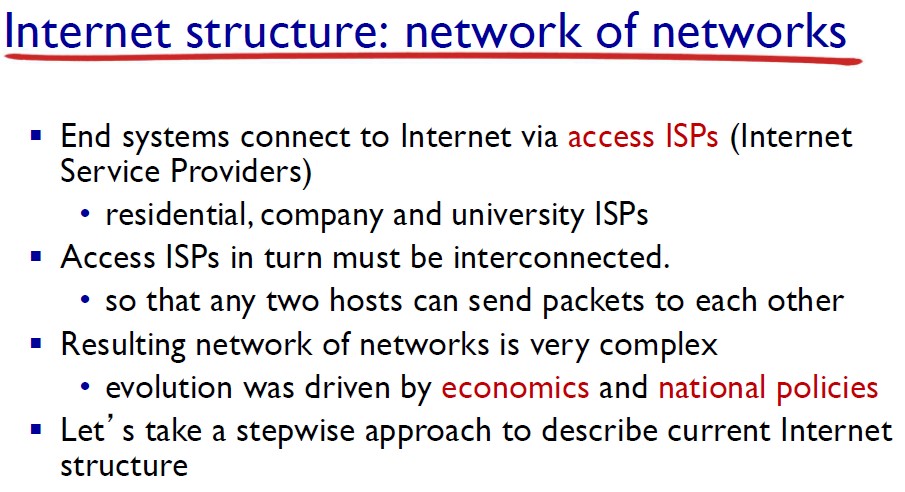 Internet structure: network of networks
▪ End systems connect to Internet via access ISPs (Internet
Service Providers)
• residential, company and university ISPs
▪ Access ISPs in turn must be interconnected.
• so that any two hosts can send packets to each other
▪ Resulting network of networks is very complex
• evolution was driven by economics and national policies
▪ Let’s take a stepwise approach to describe current Internet
structure